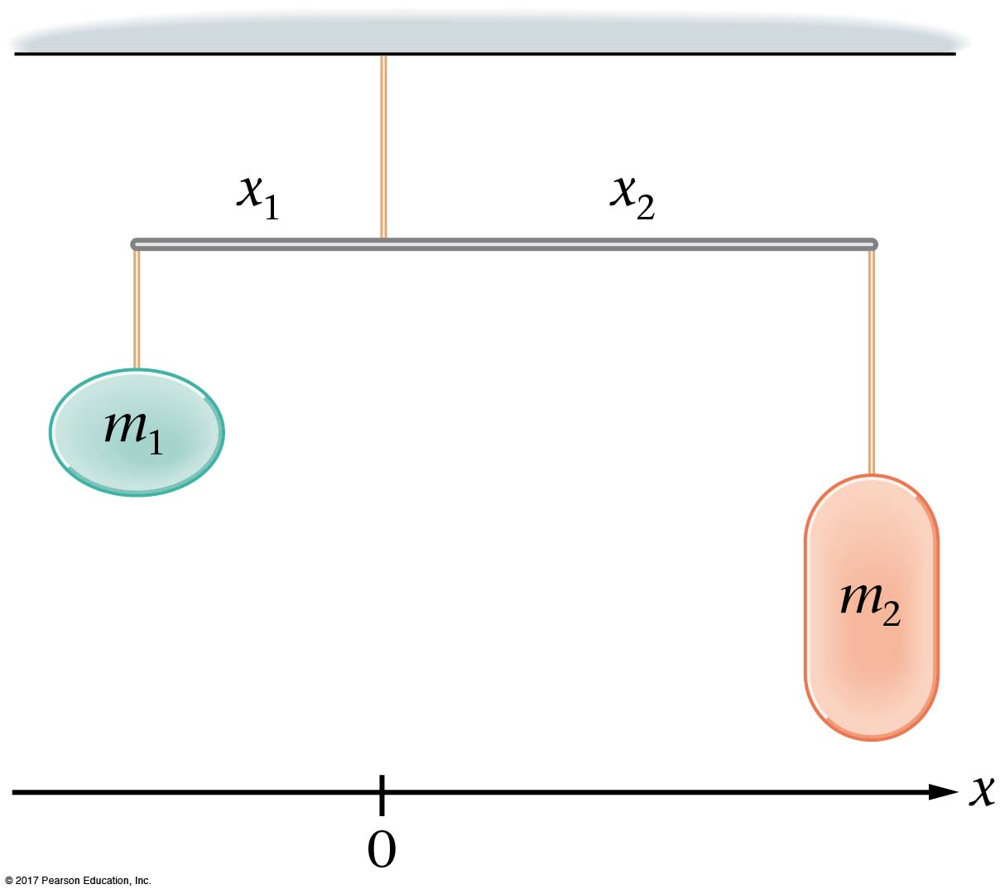 x₁ x₂
m₁
m₂
x
0
© 2017 Pearson Education, Inc.